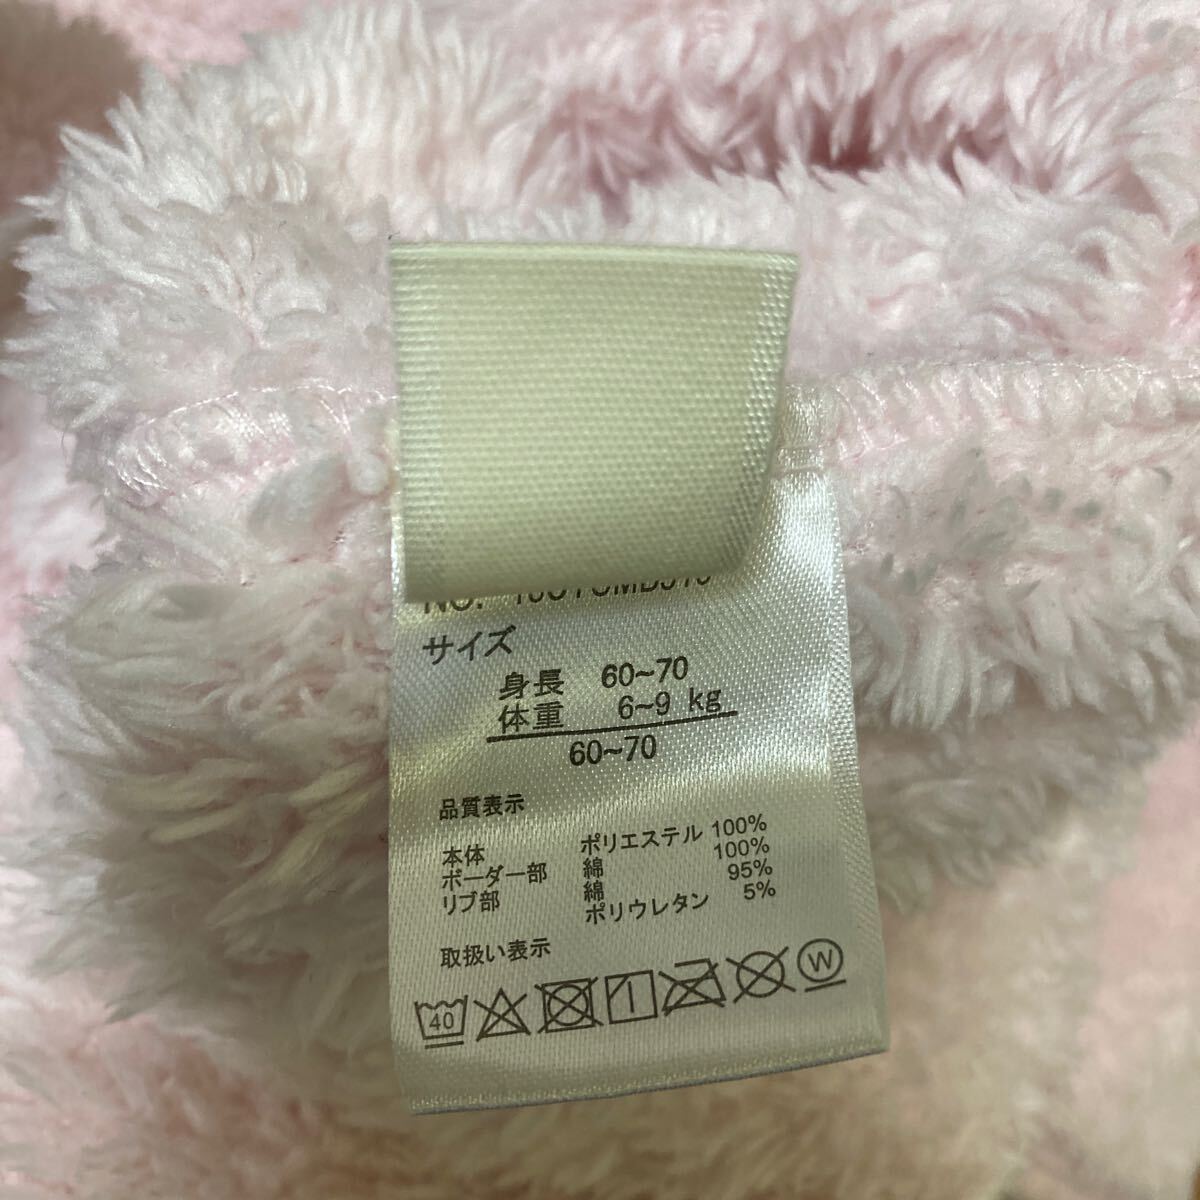 NO.
サイズ
身長 60~70
体重 6~9 kg
60~70
品質表示
本体 ポリエステル 100%
ボーダー部 綿 100%
リブ部 綿 95%
ポリウレタン 5%
取扱い表示
40 W